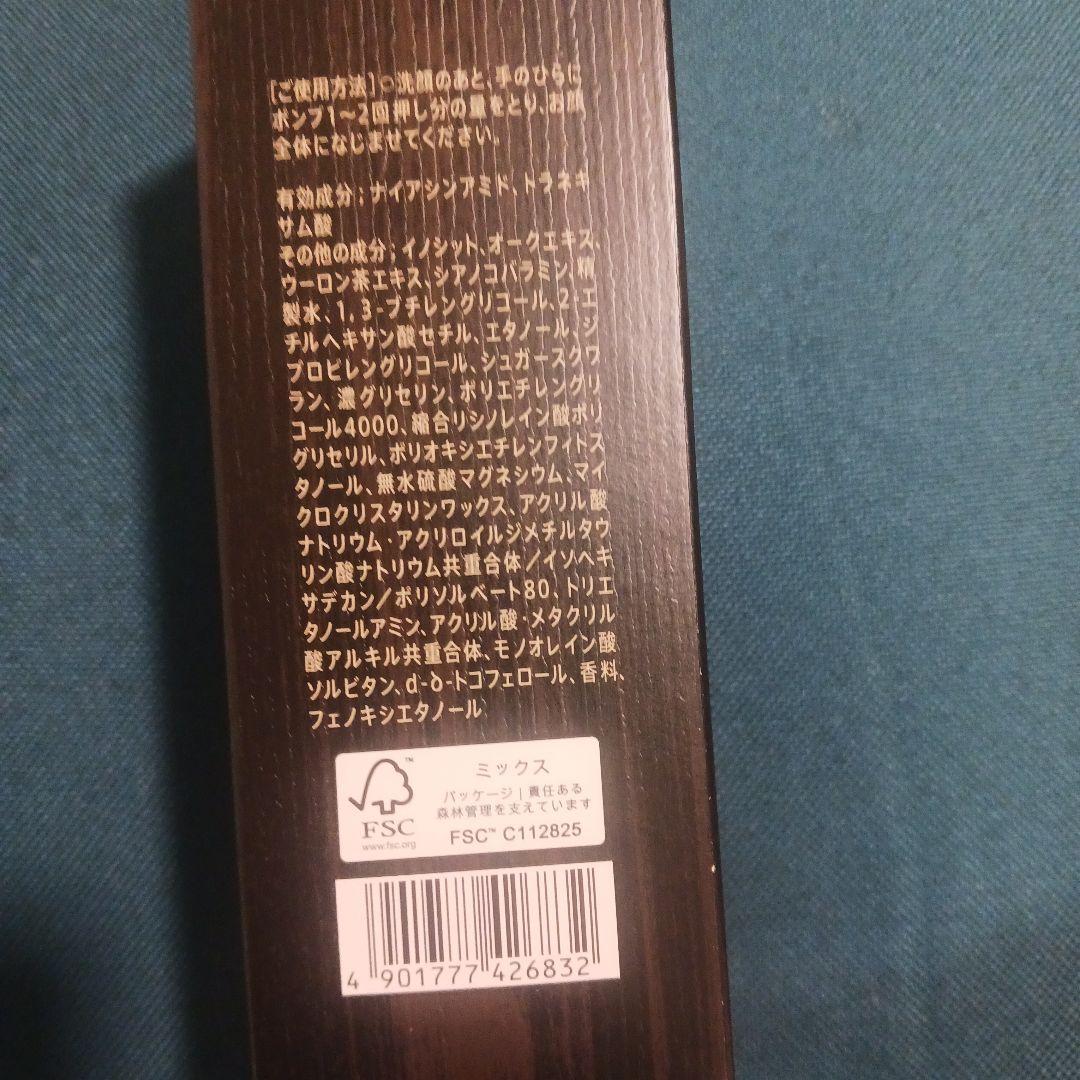 [ご使用方法]○洗顔のあと、手のひらに
ポンプ1〜2回押し分の量をとり、お顔
全体になじませてください。
有効成分；ナイアシンアミド、トラネキ
サム酸
その他の成分；イノシット、オークエキス、
ウーロン茶エキス、シアノコバラミン、精
製水、1,3-ブチレングリコール、2-エ
チルヘキサン酸セチル、エタノール、ジ
プロピレングリコール、シュガースクワ
ラン、濃グリセリン、ポリエチレングリ
コール4000、縮合リシノレイン酸ポリ
グリセリル、ポリオキシエチレンフィトス
タノール、無水硫酸マグネシウム、マイ
クロクリスタリンワックス、アクリル酸
ナトリウム・アクリロイルジメチルタウ
リン酸ナトリウム共重合体/イソヘキ
サデカン/ポリソルベート80、トリエ
タノールアミン、アクリル酸・メタクリル
酸アルキル共重合体、モノオレイン酸
ソルビタン、d-δ-トコフェロール、香料、
フェノキシエタノール
FSC
www.fsc.org
ミックス
パッケージ | 責任ある
森林管理を支えています
FSC™ C112825
4 901777 426832